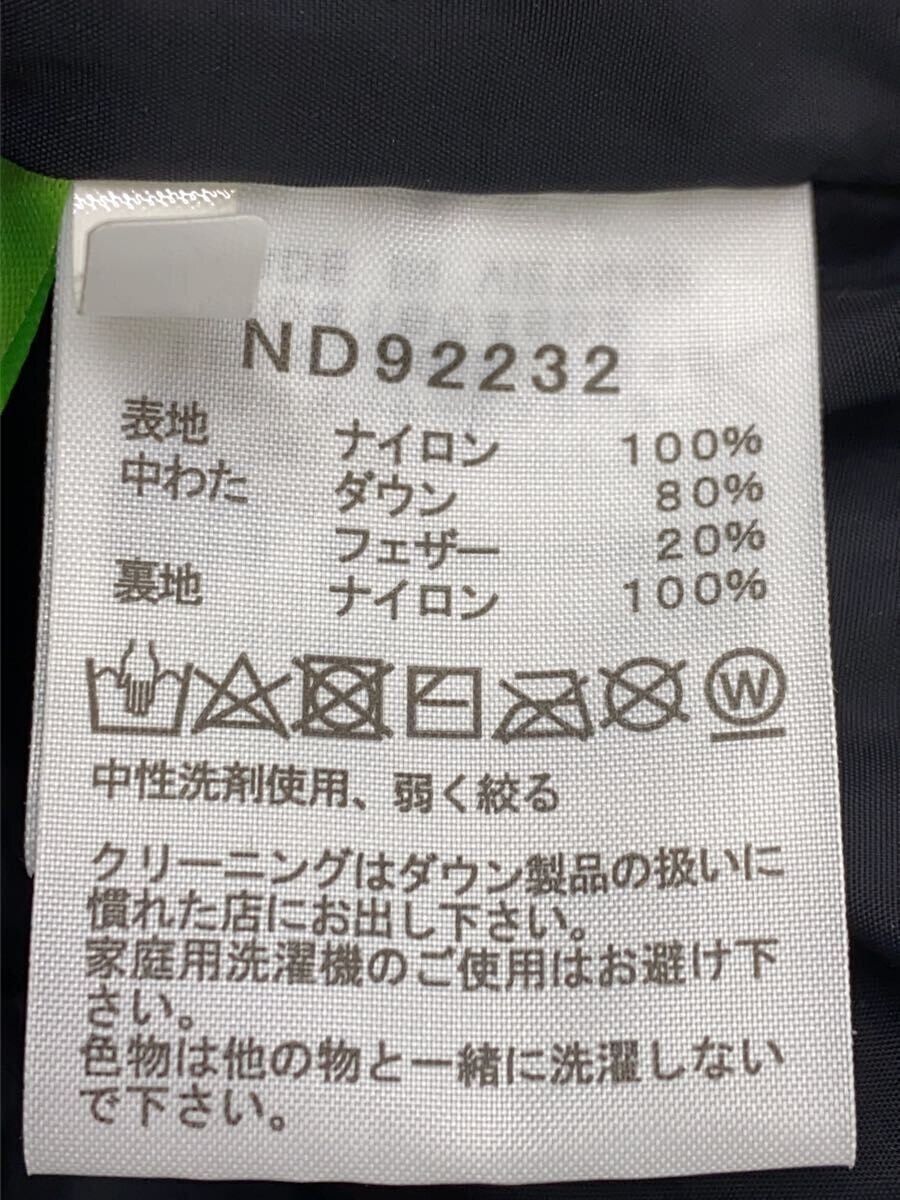 ND92232
表地 ナイロン 100%
中わた ダウン 80%
フェザー 20%
裏地 ナイロン 100%
W
中性洗剤使用、弱く絞る
クリーニングはダウン製品の扱いに
慣れた店にお出し下さい。
家庭用洗濯機のご使用はお避け下
さい。
色物は他の物と一緒に洗濯しない
で下さい。